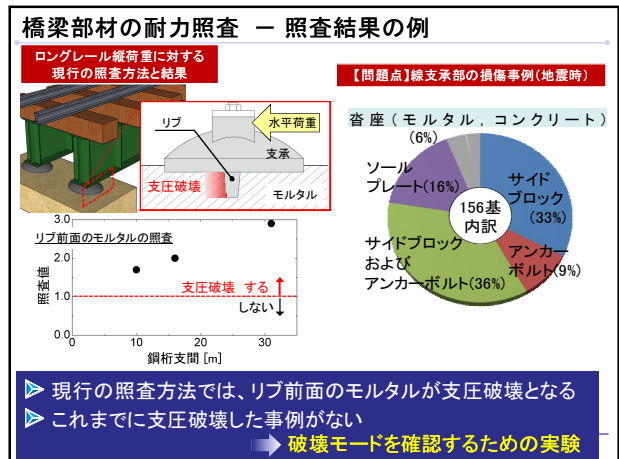 橋梁部材の耐力照査 － 照査結果の例
ロングレール縦荷重に対する
現行の照査方法と結果
リブ
水平荷重
支承
支圧破壊
モルタル
リブ前面のモルタルの照査
照査値
3.0
2.0
1.0
0.0
支圧破壊 する
しない
0
10
20
30
鋼桁支間 [m]
【問題点】線支承部の損傷事例(地震時)
沓座(モルタル，コンクリート)
(6%)
ソール
プレート(16%)
サイド
ブロック
(33%)
156基
内訳
アンカー
ボルト(9%)
サイドブロック
および
アンカーボルト(36%)
現行の照査方法では、リブ前面のモルタルが支圧破壊となる
これまでに支圧破壊した事例がない
破壊モードを確認するための実験